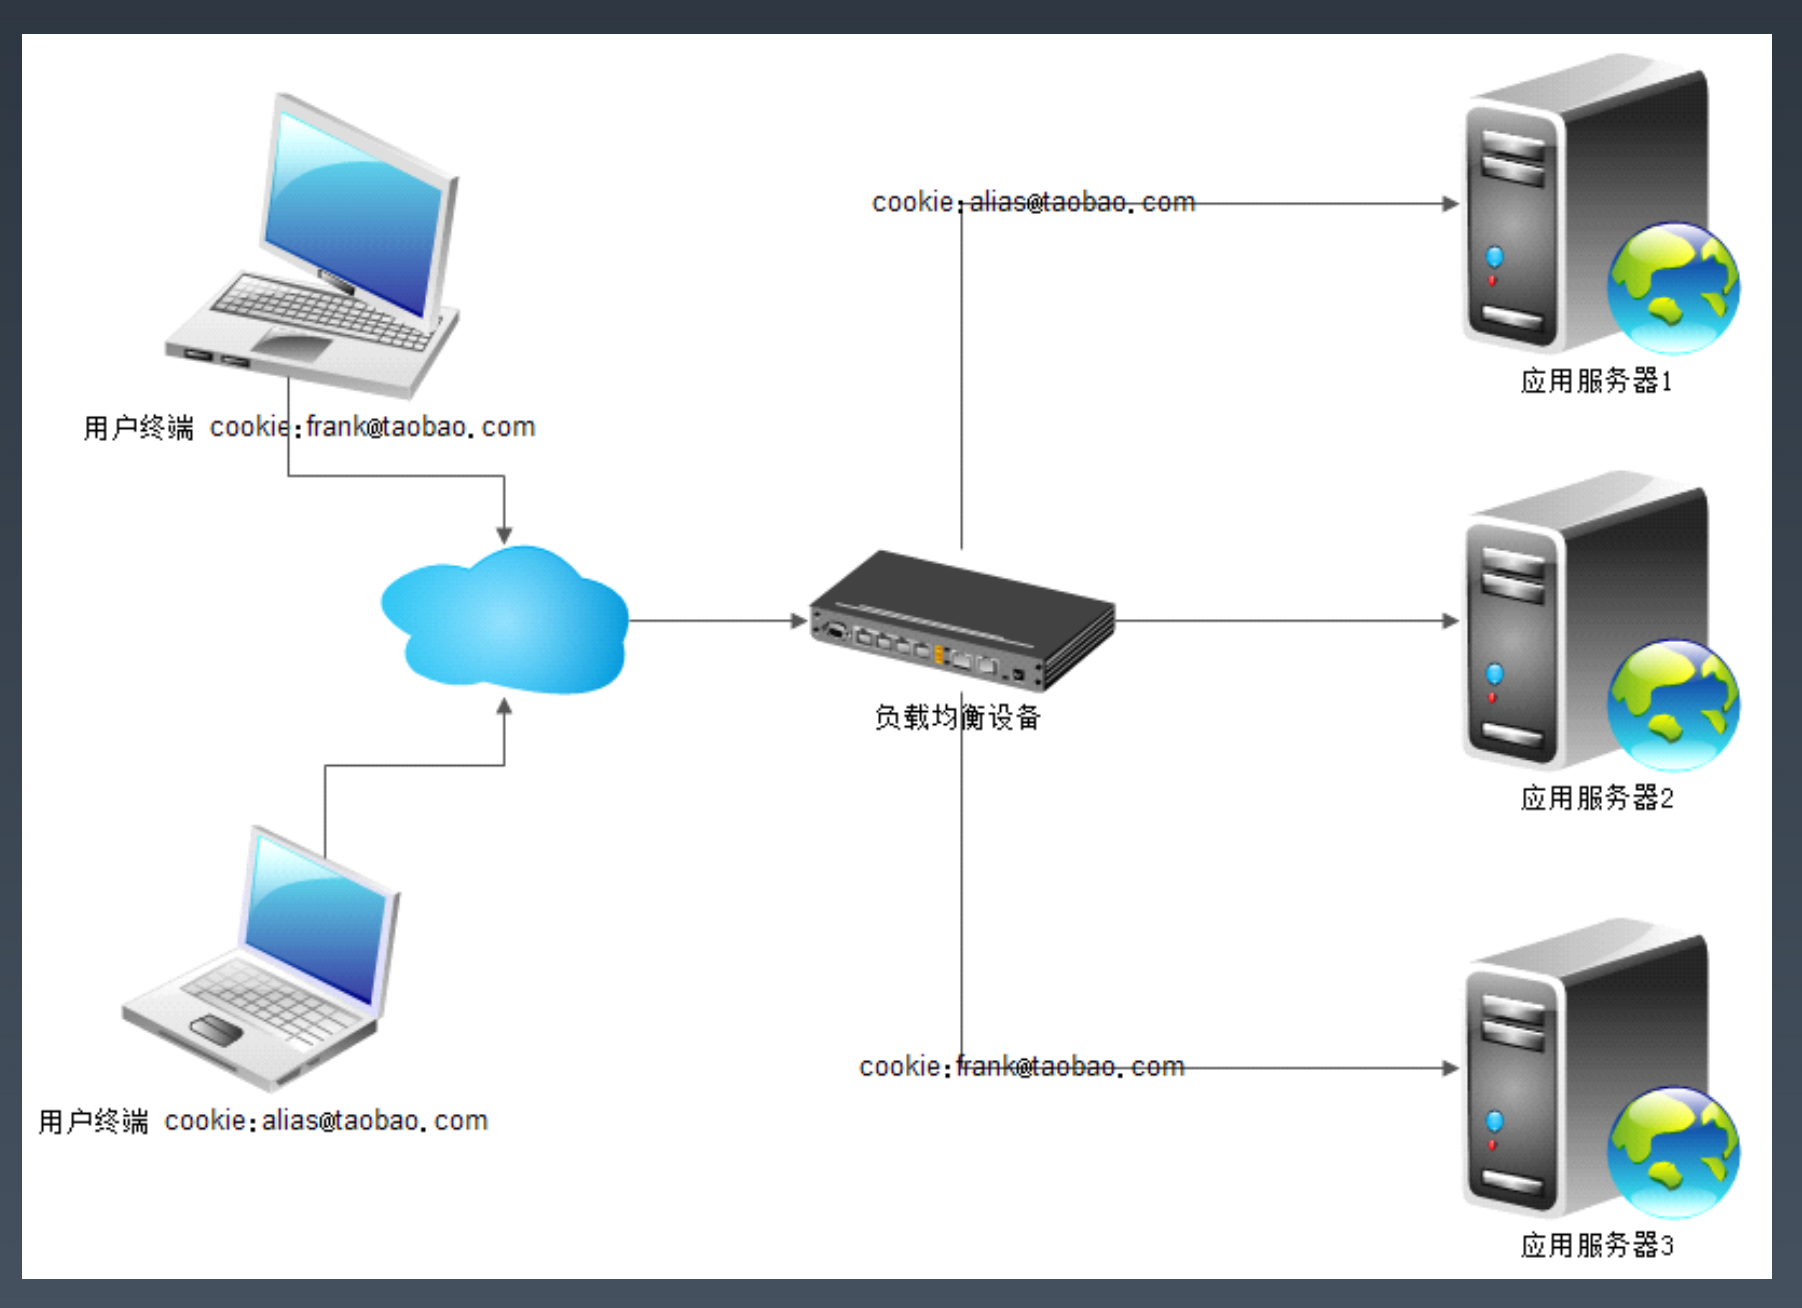 cookie:alias@taobao.com
应用服务器1
用户终端 cookie:frank@taobao.com
负载均衡设备
应用服务器2
cookie:frank@taobao.com
用户终端 cookie:alias@taobao.com
应用服务器3